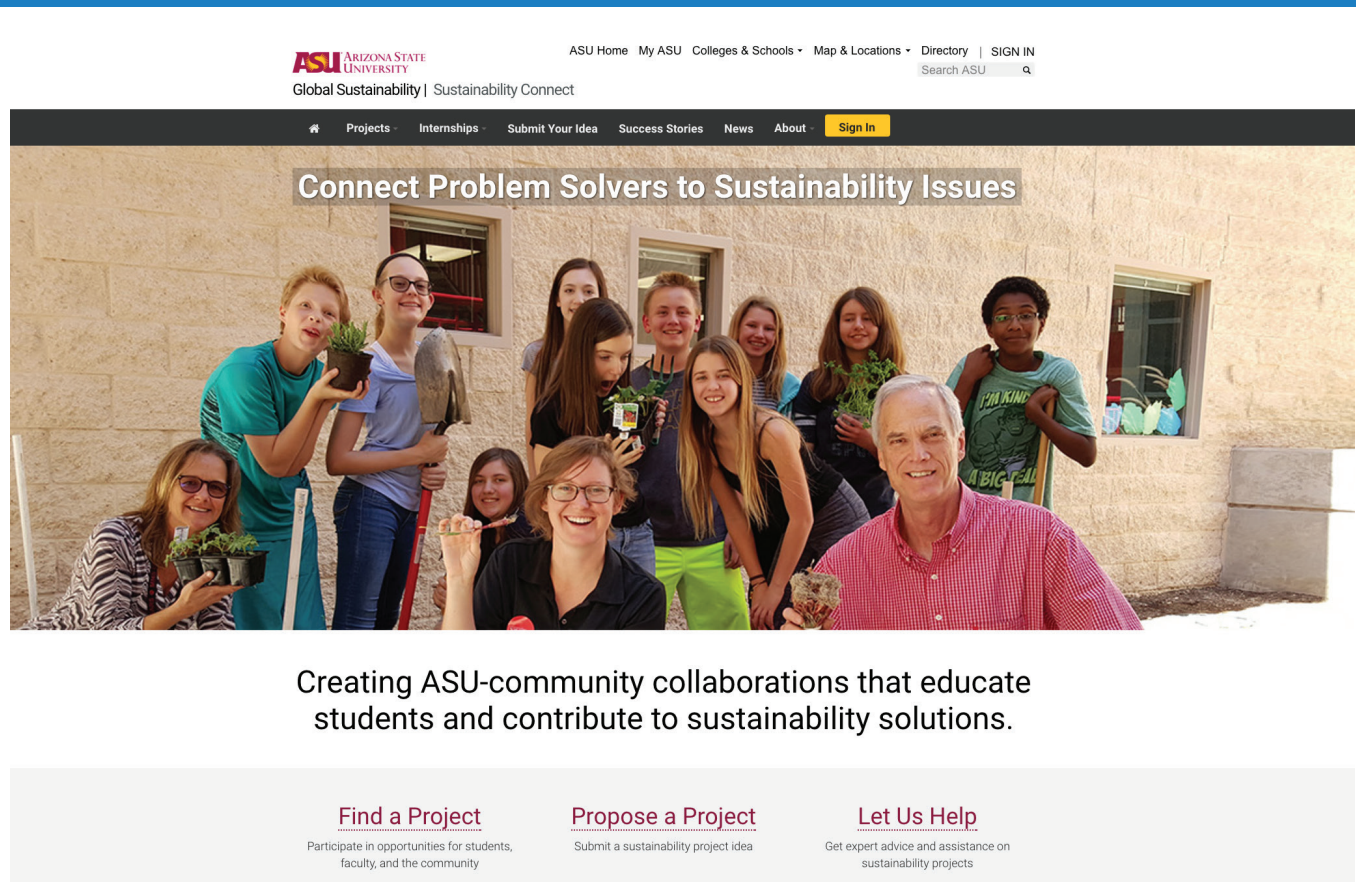 ASU ARIZONA STATE
UNIVERSITY
ASU Home My ASU Colleges & Schools Map & Locations Directory | SIGN IN
Search ASU
Global Sustainability | Sustainability Connect
Projects Internships Submit Your Idea Success Stories News About Sign In
Connect Problem Solvers to Sustainability Issues
I'M KIND
A BIG
Creating ASU-community collaborations that educate
students and contribute to sustainability solutions.
Find a Project
Participate in opportunities for students,
faculty, and the community
Propose a Project
Submit a sustainability project idea
Let Us Help
Get expert advice and assistance on
sustainability projects